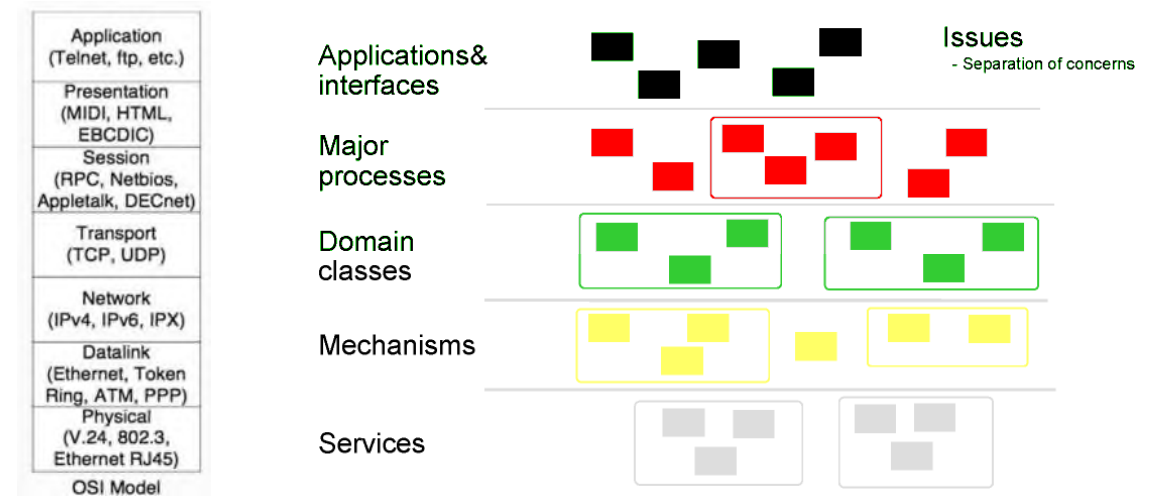 Application
(Telnet, ftp, etc.)
Presentation
(MIDI, HTML,
EBCDIC)
Session
(RPC, Netbios,
Appletalk, DECnet)
Transport
(TCP, UDP)
Network
(IPv4, IPv6, IPX)
Datalink
(Ethernet, Token
Ring, ATM, PPP)
Physical
(V.24, 802.3,
Ethernet RJ45)
OSI Model
Applications&
interfaces
Major
processes
Domain
classes
Mechanisms
Services
Issues
- Separation of concerns